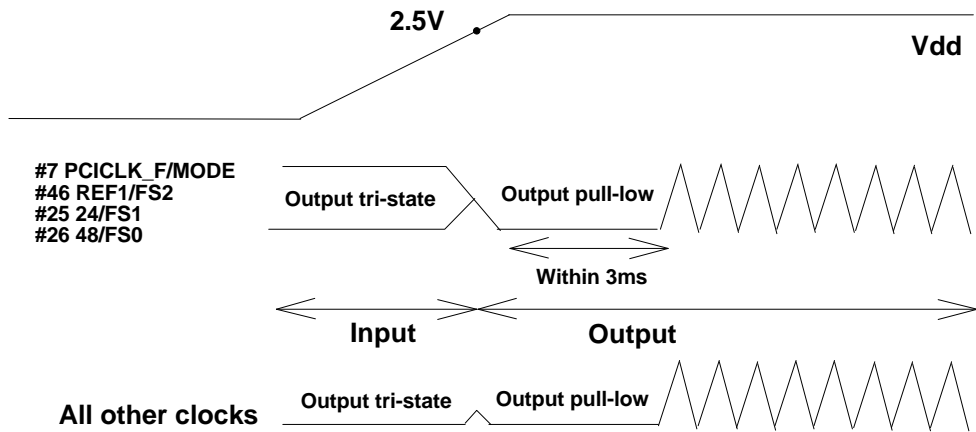 2.5V
Vdd
#7 PCICLK_F/MODE
#46 REF1/FS2
#25 24/FS1
#26 48/FS0
Output tri-state
Output pull-low
Within 3ms
Input
Output
All other clocks
Output tri-state
Output pull-low